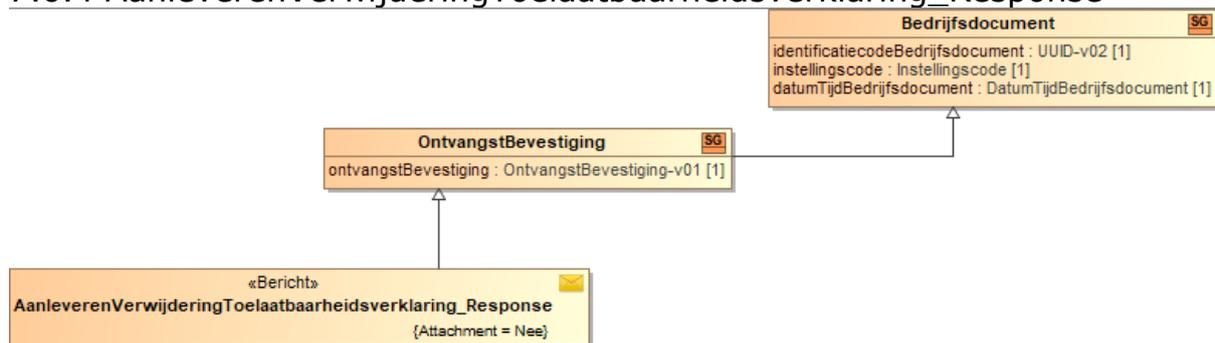 AanleverenVerwijderingToelaatbaarheidsverklaring_Response
Bedrijfsdocument SG
identificatiecodeBedrijfsdocument : UUID-v02 [1]
instellingscode : Instellingscode [1]
datumTijdBedrijfsdocument : DatumTijdBedrijfsdocument [1]
OntvangstBevestiging SG
ontvangstBevestiging : OntvangstBevestiging-v01 [1]
«Bericht»
AanleverenVerwijderingToelaatbaarheidsverklaring_Response
{Attachment = Nee}